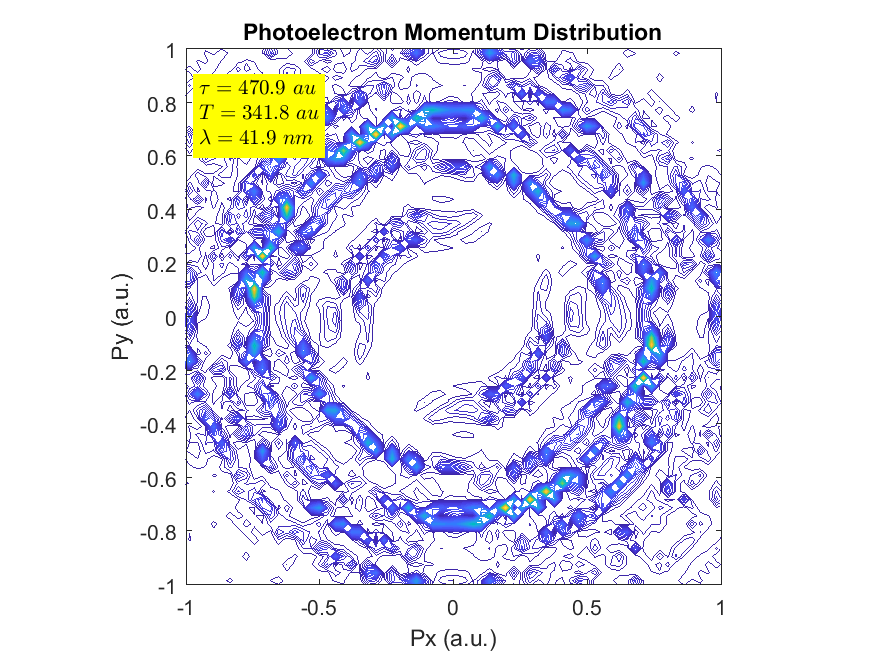 Photoelectron Momentum Distribution
τ = 470.9 au
T = 341.8 au
λ = 41.9 nm
1
0.8
0.6
0.4
0.2
0
-0.2
-0.4
-0.6
-0.8
-1
Py (a.u.)
-1 -0.5 0 0.5 1
Px (a.u.)